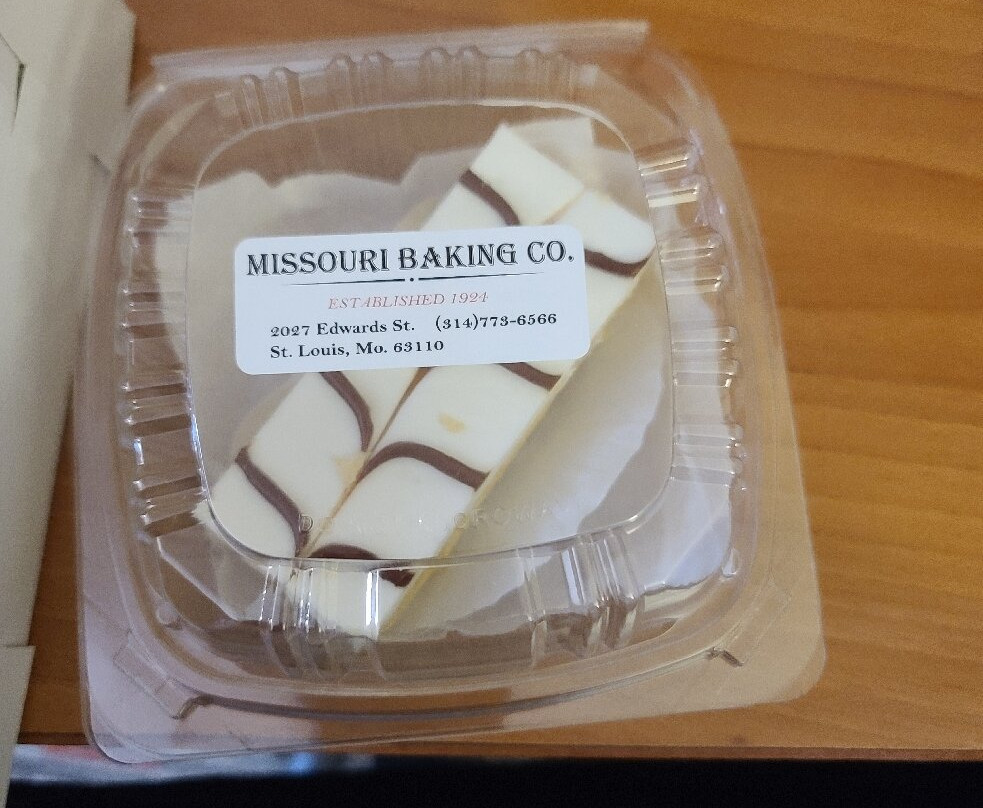 MISSOURI BAKING CO.
ESTABLISHED 1924
2027 Edwards St. (314)773-6566
St. Louis, Mo. 63110